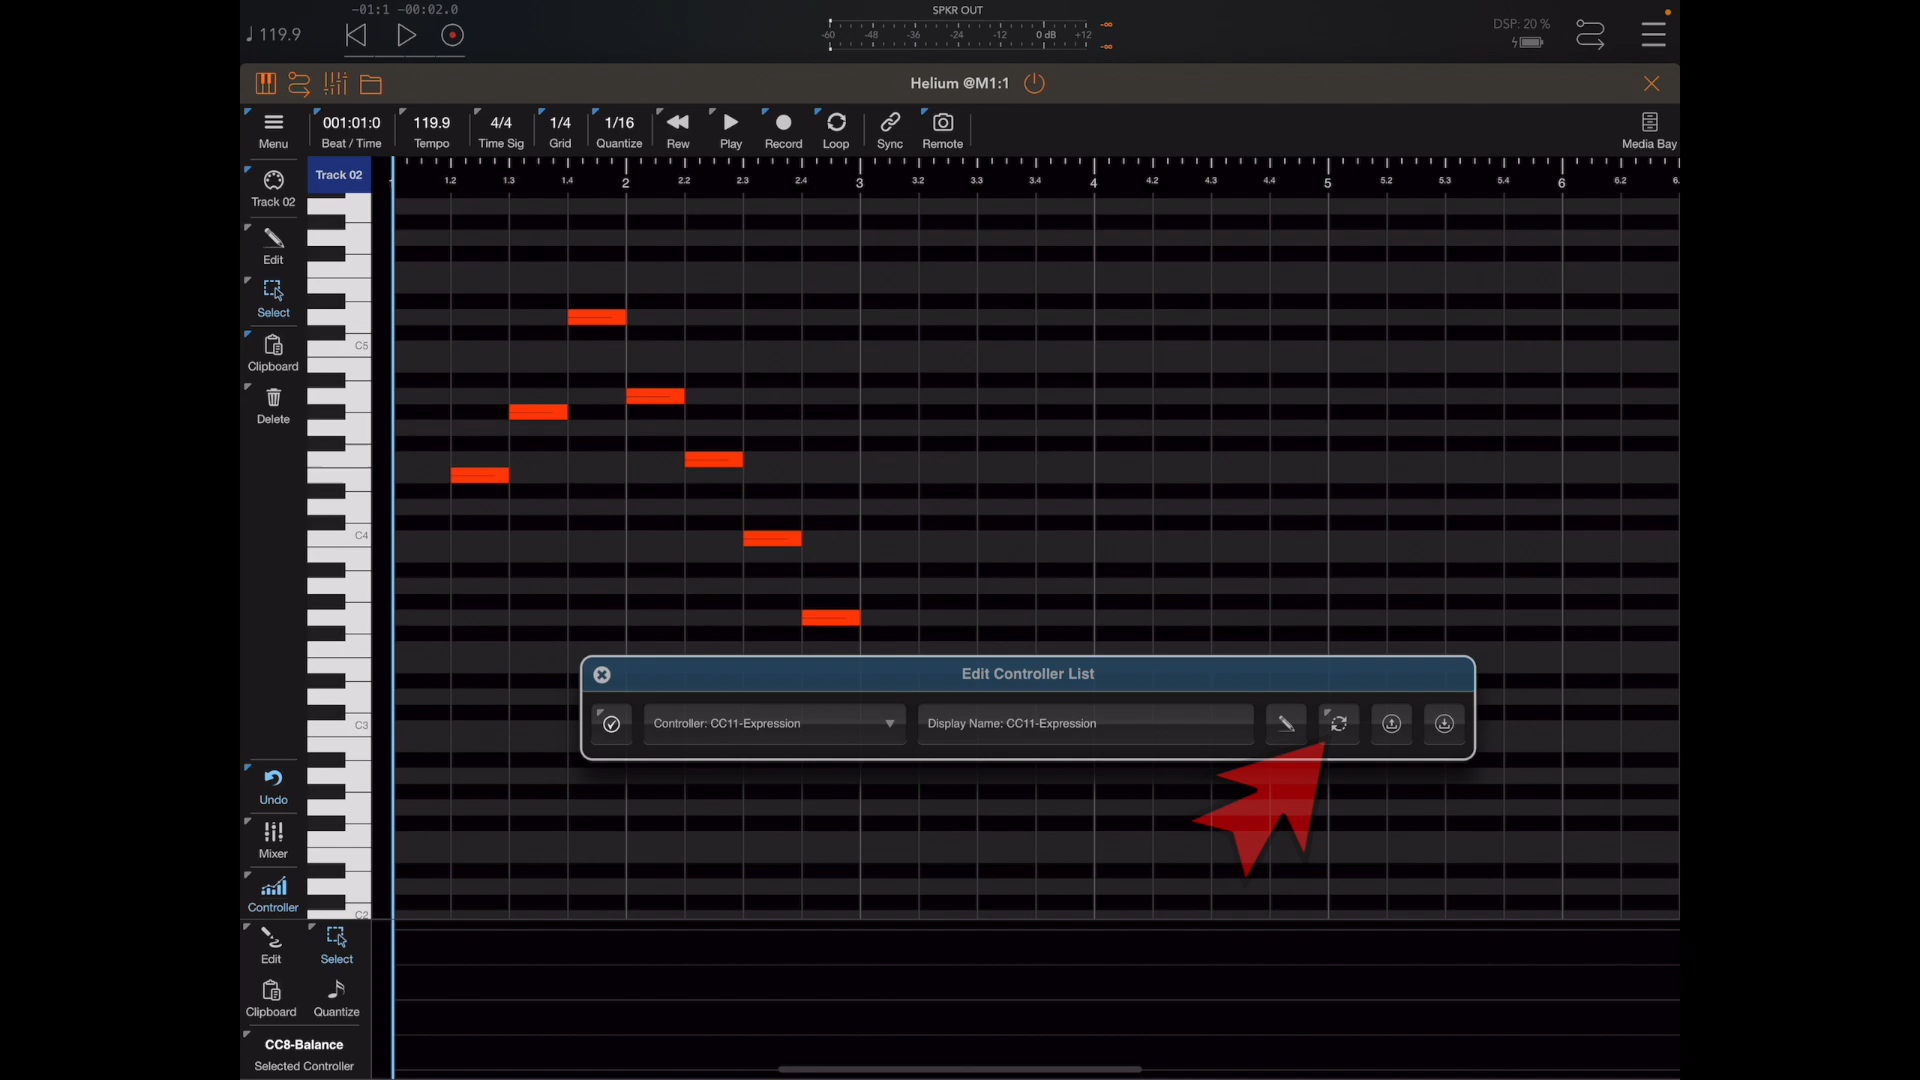 -01:1 -00:02.0
SPKR OUT
♩ 119.9
-60 -48 -36 -24 -12 0 dB +12
-∞
-∞
DSP: 20 %
Helium @M1:1
Menu
001:01:0
Beat / Time
119.9
Tempo
4/4
Time Sig
1/4
Grid
1/16
Quantize
Rew
Play
Record
Loop
Sync
Remote
Media Bay
Track 02
1.2 1.3 1.4 2 2.2 2.3 2.4 3 3.2 3.3 3.4 4 4.2 4.3 4.4 5 5.2 5.3 5.4 6 6.2 6.
Track 02
Edit
Select
Clipboard
Delete
C5
C4
C3
C2
Edit Controller List
Controller: CC11-Expression
Display Name: CC11-Expression
Undo
Mixer
Controller
Edit
Select
Clipboard
Quantize
CC8-Balance
Selected Controller